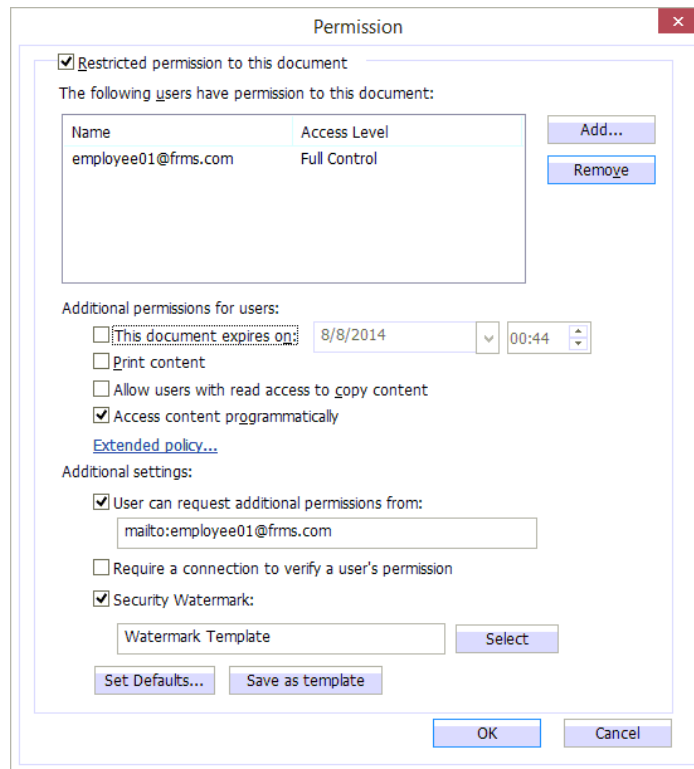 Permission
Restricted permission to this document
The following users have permission to this document:
Name Access Level
Add...
employee01@frms.com Full Control
Remove
Additional permissions for users:
This document expires on: 8/8/2014 00:44
Print content
Allow users with read access to copy content
Access content programmatically
Extended policy...
Additional settings:
User can request additional permissions from:
mailto:employee01@frms.com
Require a connection to verify a user's permission
Security Watermark:
Watermark Template Select
Set Defaults... Save as template
OK Cancel